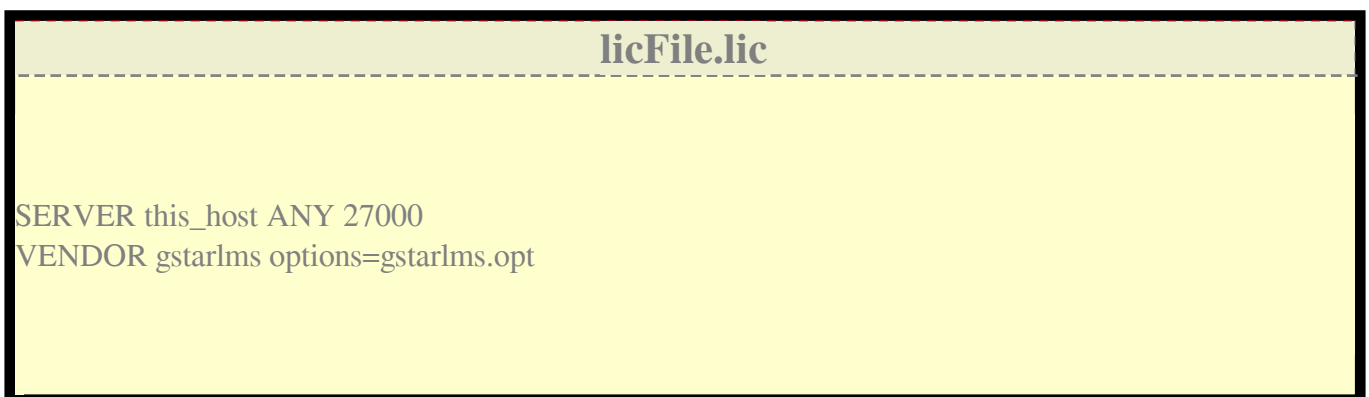 licFile.lic
SERVER this_host ANY 27000
VENDOR gstarlms options=gstarlms.opt